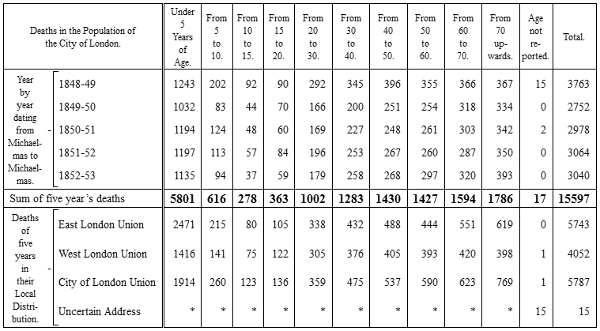 Deaths in the Population of the City of London. | Under 5 Years of Age. | From 5 to 10. | From 10 to 15. | From 15 to 20. | From 20 to 30. | From 30 to 40. | From 40 to 50. | From 50 to 60. | From 60 to 70. | From 70 up-wards. | Age not re-ported. | Total.
Year by year dating from Michael-mas to Michael-mas.
1848-49 1243 202 92 90 292 345 396 355 366 367 15 3763
1849-50 1032 83 44 70 166 200 251 254 318 334 0 2752
1850-51 1194 124 48 60 169 227 248 261 303 342 2 2978
1851-52 1197 113 57 84 196 253 267 260 287 350 0 3064
1852-53 1135 94 37 59 179 258 268 297 320 393 0 3040
Sum of five year’s deaths 5801 616 278 363 1002 1283 1430 1427 1594 1786 17 15597
Deaths of five years in their Local Distri-bution.
East London Union 2471 215 80 105 338 432 488 444 551 619 0 5743
West London Union 1416 141 75 122 305 376 405 393 420 398 1 4052
City of London Union 1914 260 123 136 359 475 537 590 623 769 1 5787
Uncertain Address * * * * * * * * * * 15 15